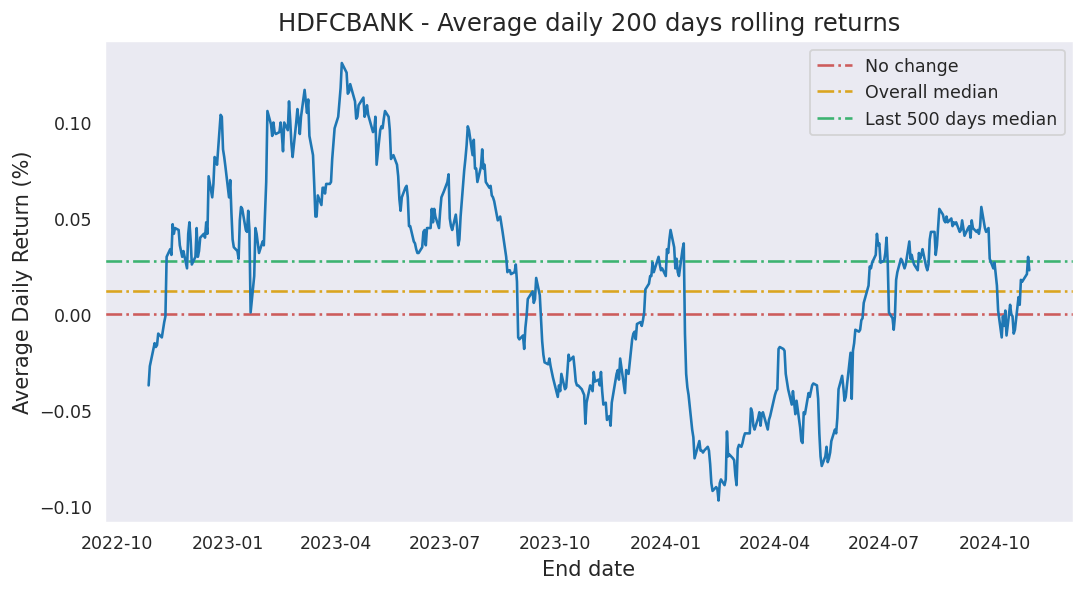 HDFCBANK - Average daily 200 days rolling returns
No change
Overall median
Last 500 days median
Average Daily Return (%)
0.10
0.05
0.00
−0.05
−0.10
2022-10 2023-01 2023-04 2023-07 2023-10 2024-01 2024-04 2024-07 2024-10
End date